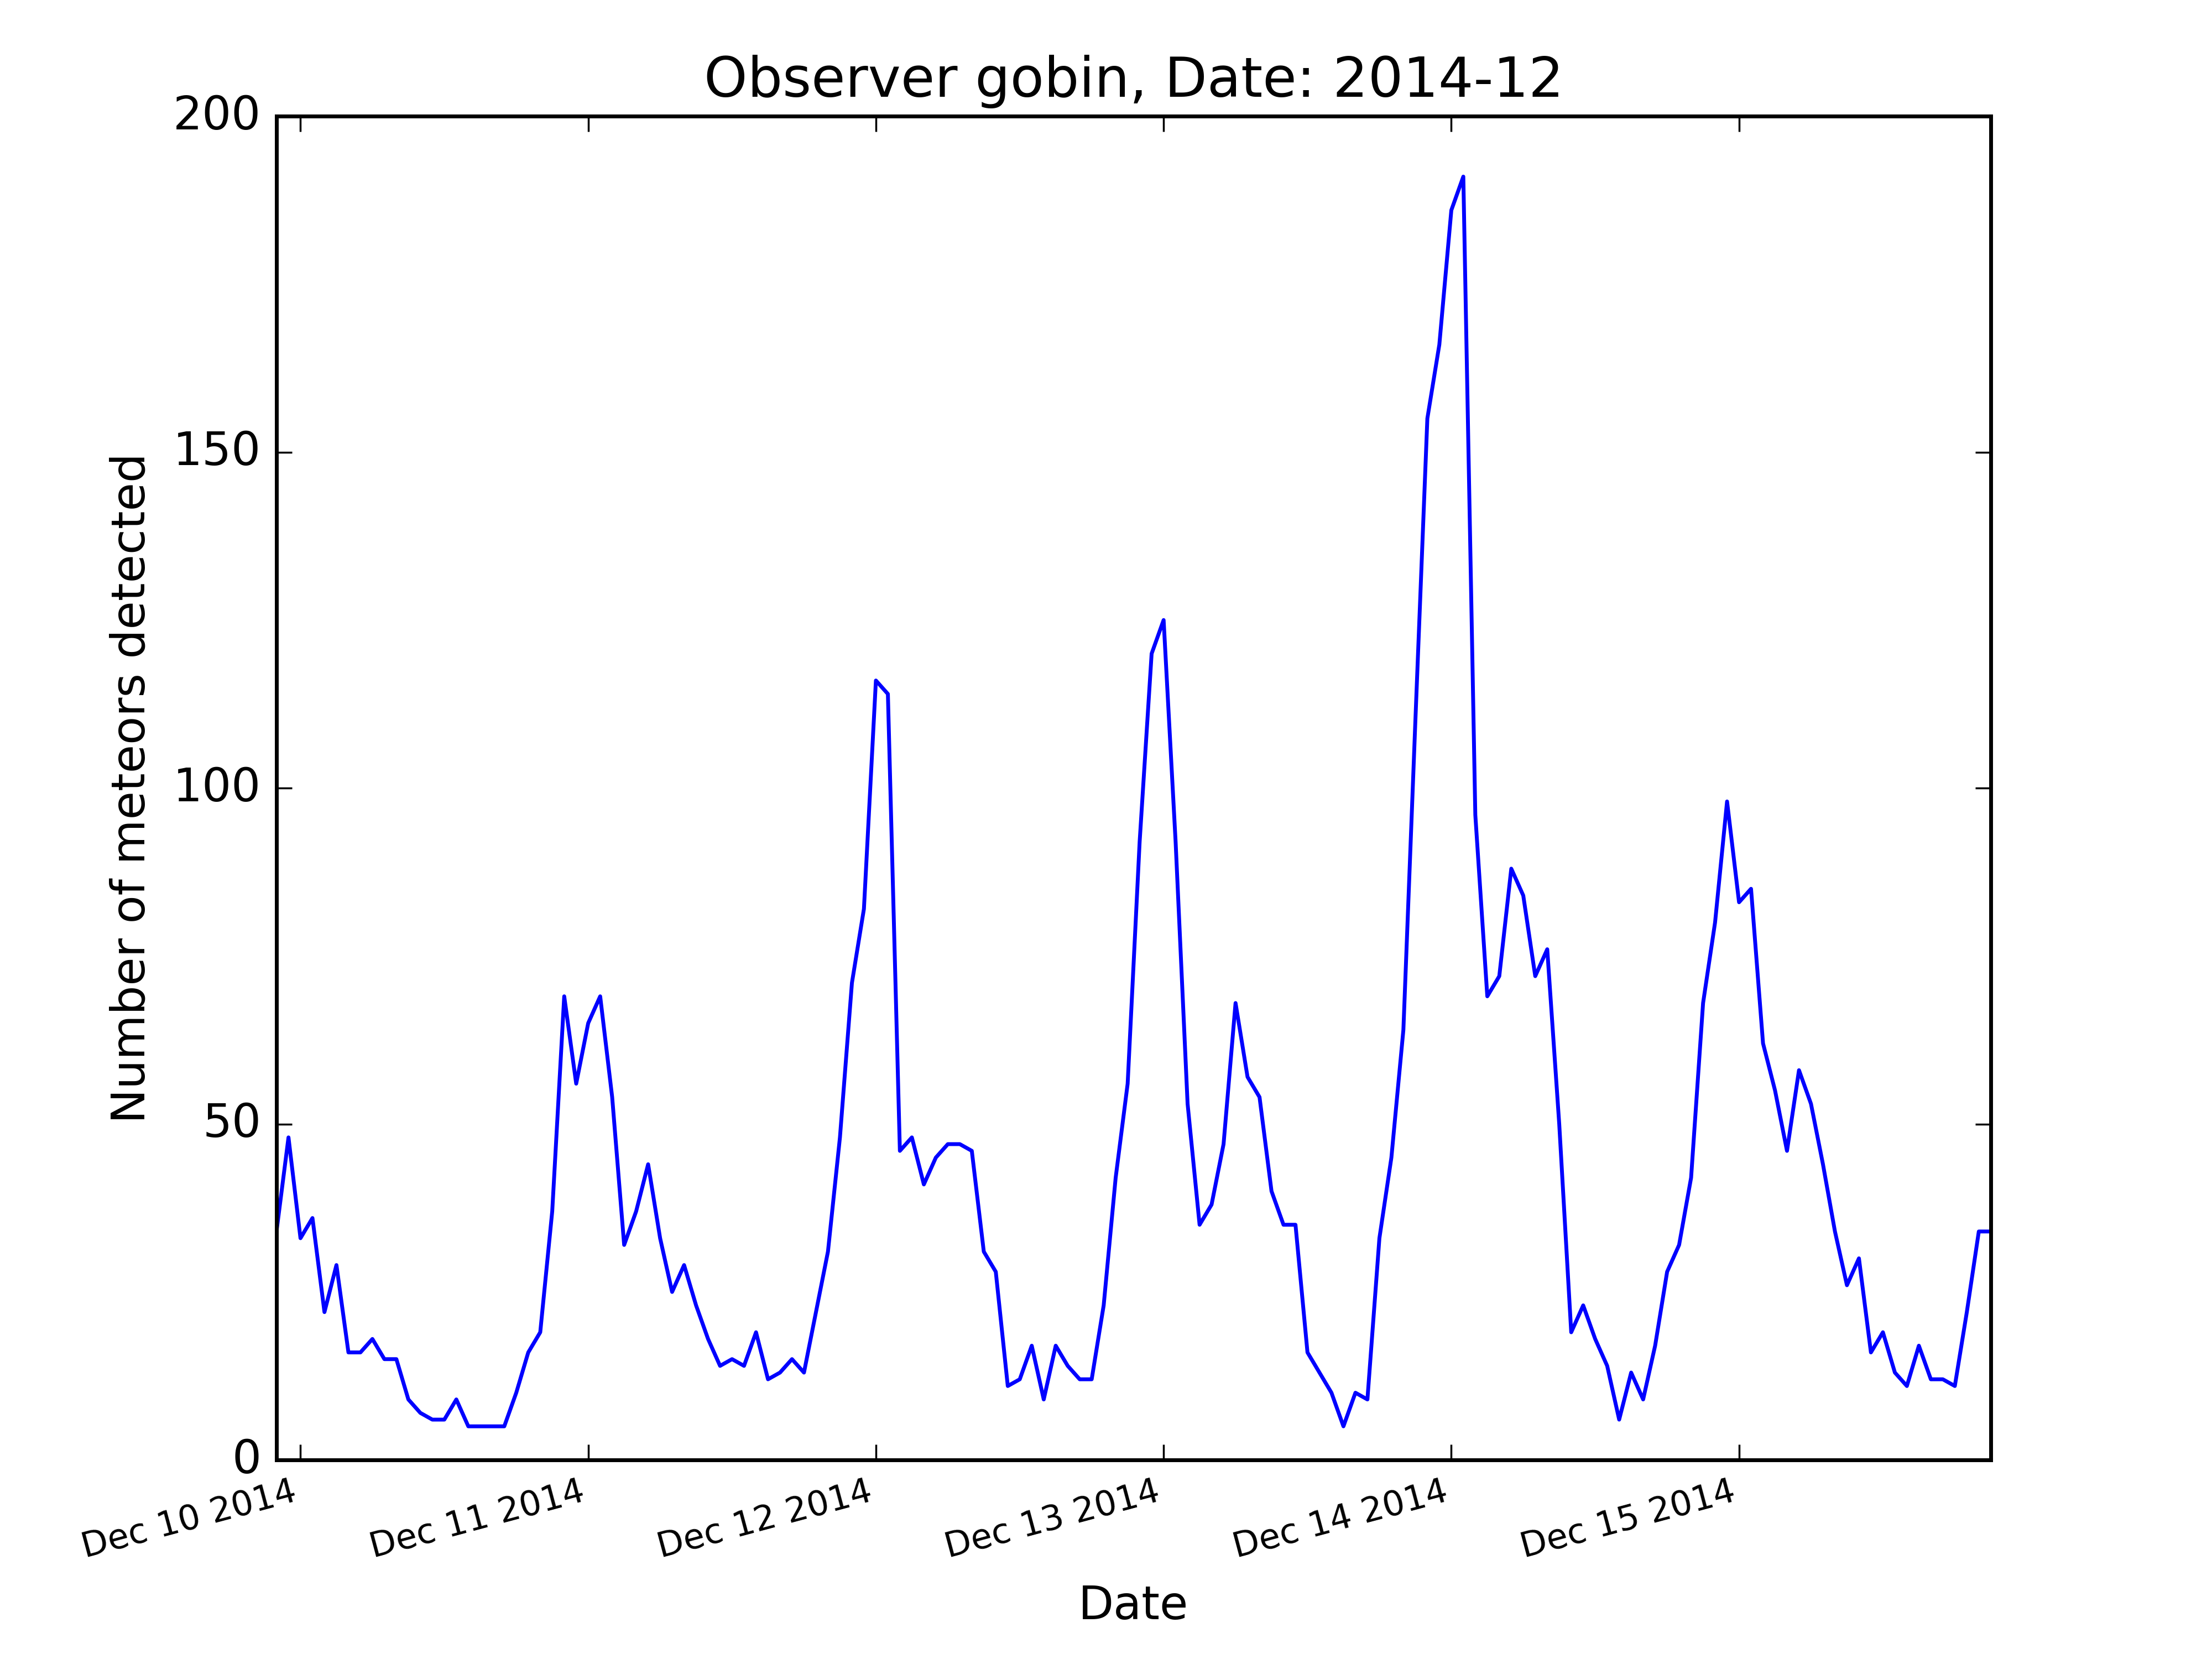 Observer gobin, Date: 2014-12
200
150
100
50
0
Number of meteors detected
Dec 10 2014
Dec 11 2014
Dec 12 2014
Dec 13 2014
Dec 14 2014
Dec 15 2014
Date